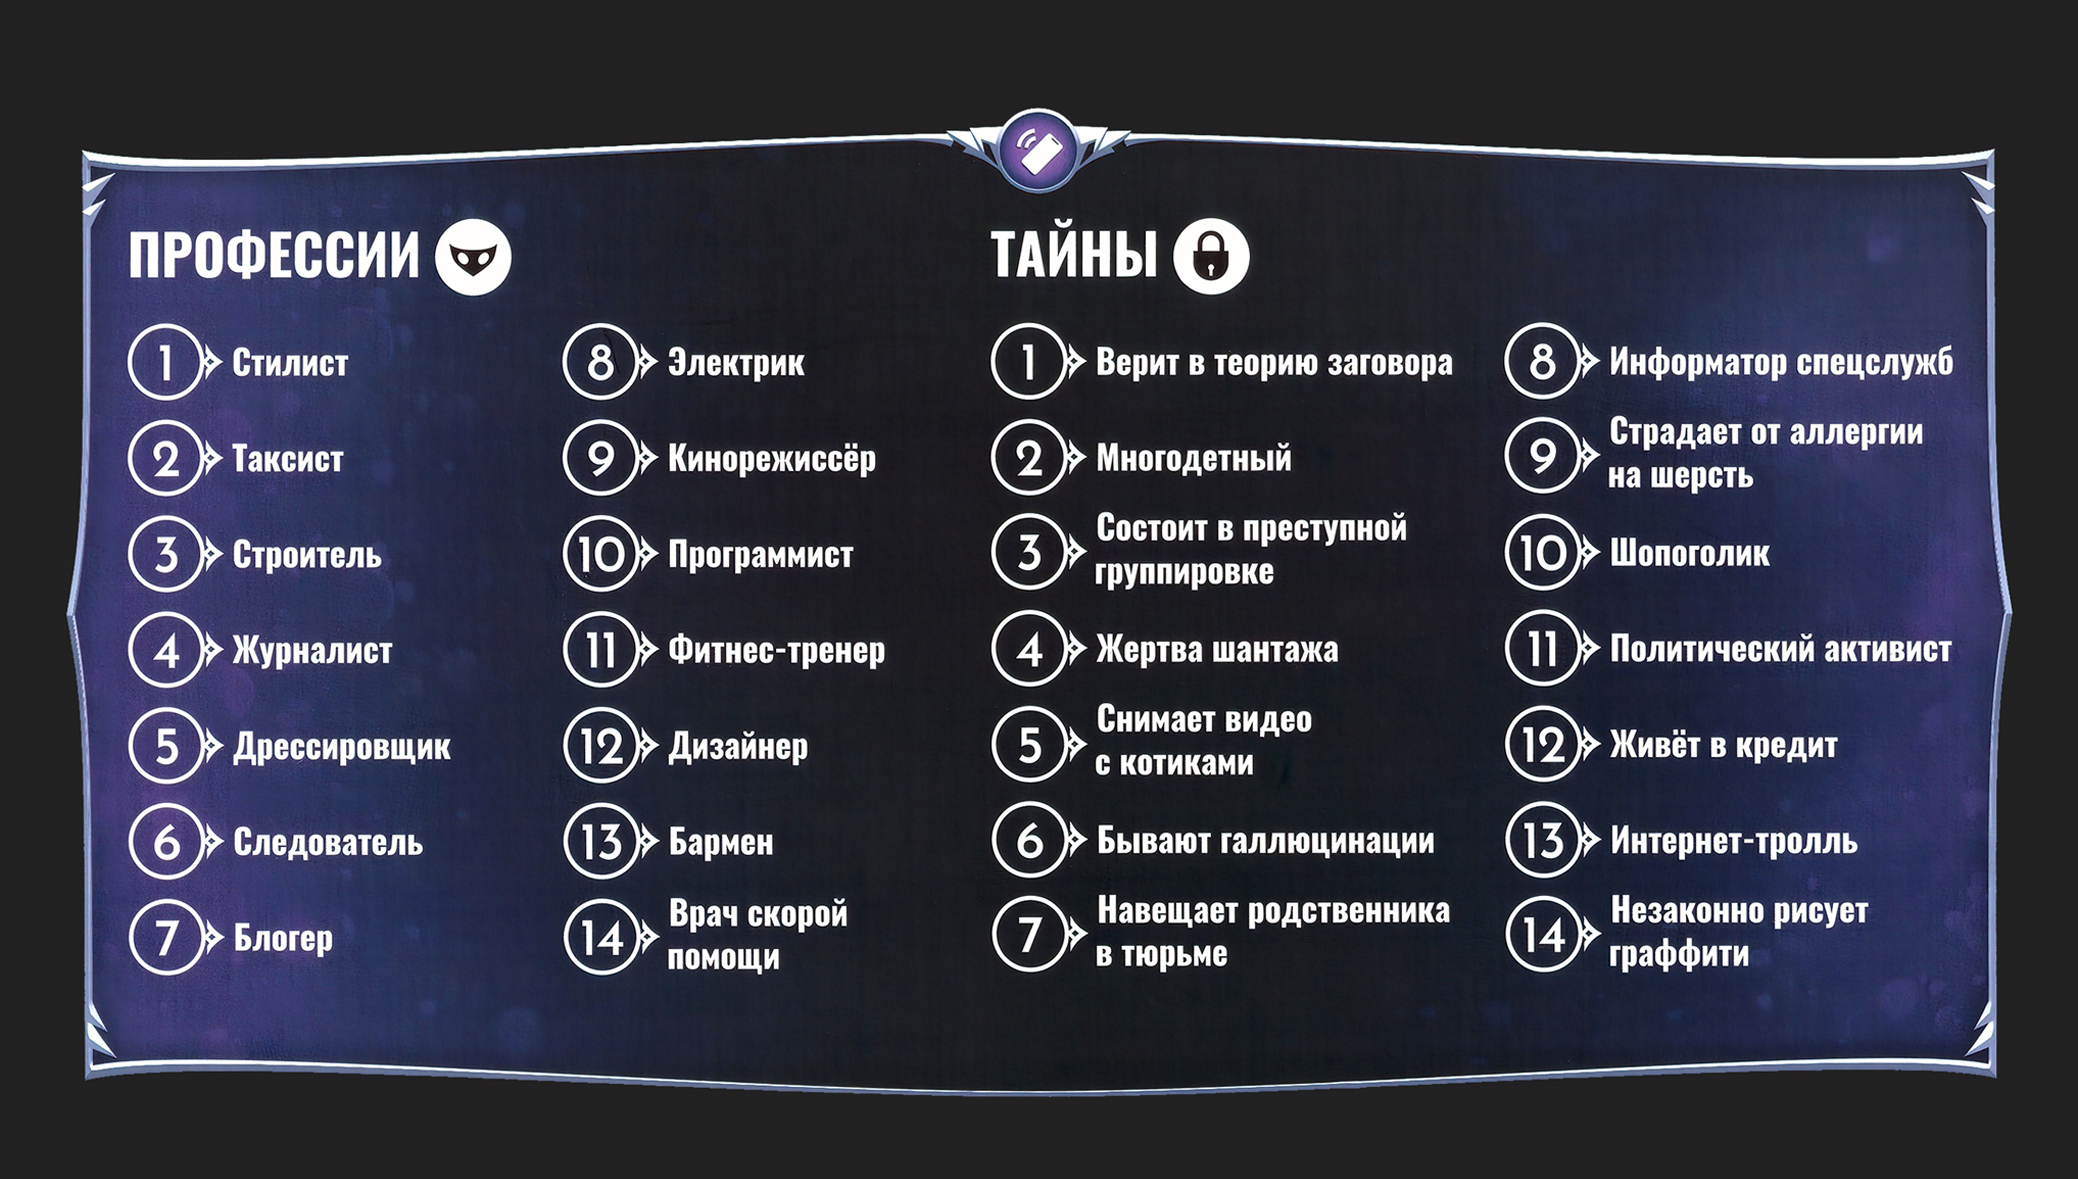 ПРОФЕССИИ
1 Стилист
2 Таксист
3 Строитель
4 Журналист
5 Дрессировщик
6 Следователь
7 Блогер
8 Электрик
9 Кинорежиссёр
10 Программист
11 Фитнес-тренер
12 Дизайнер
13 Бармен
14 Врач скорой
помощи
ТАЙНЫ
1 Верит в теорию заговора
2 Многодетный
3 Состоит в преступной
группировке
4 Жертва шантажа
5 Снимает видео
с котиками
6 Бывают галлюцинации
7 Навещает родственника
в тюрьме
8 Информатор спецслужб
9 Страдает от аллергии
на шерсть
10 Шопоголик
11 Политический активист
12 Живёт в кредит
13 Интернет-тролль
14 Незаконно рисует
граффити